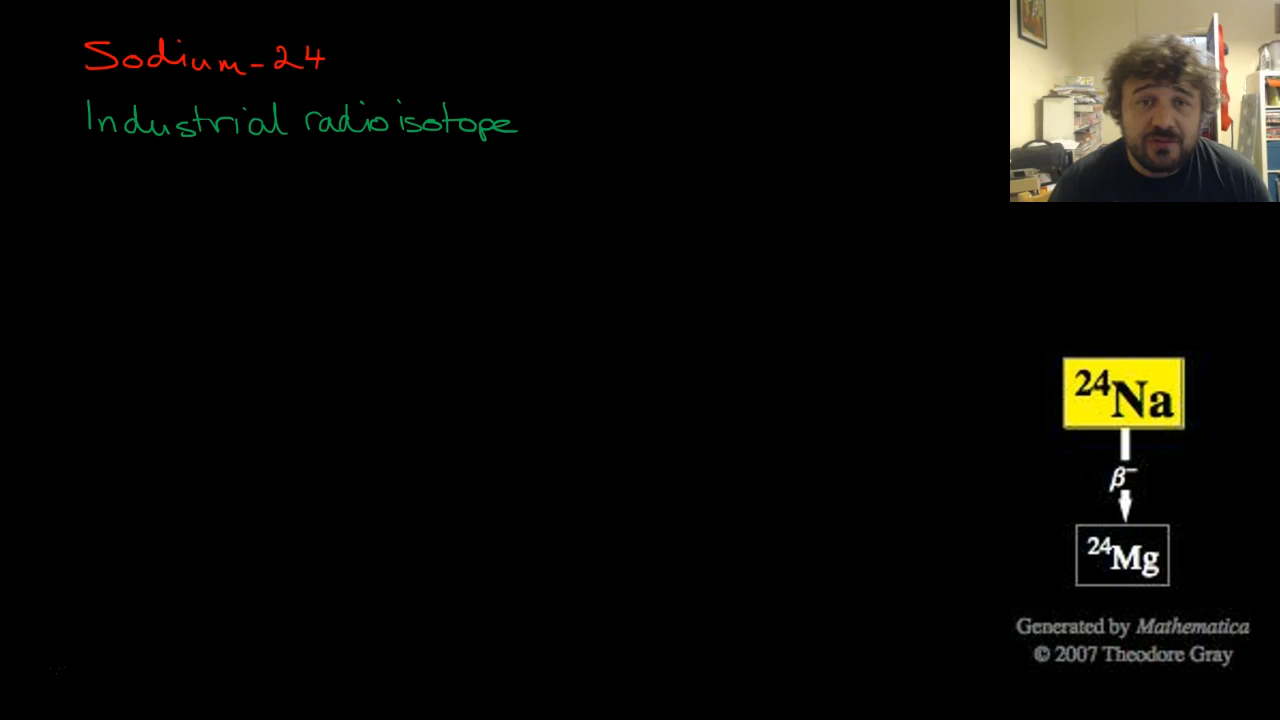 Sodium-24
Industrial radioisotope
24Na
β−
24Mg
Generated by Mathematica
© 2007 Theodore Gray